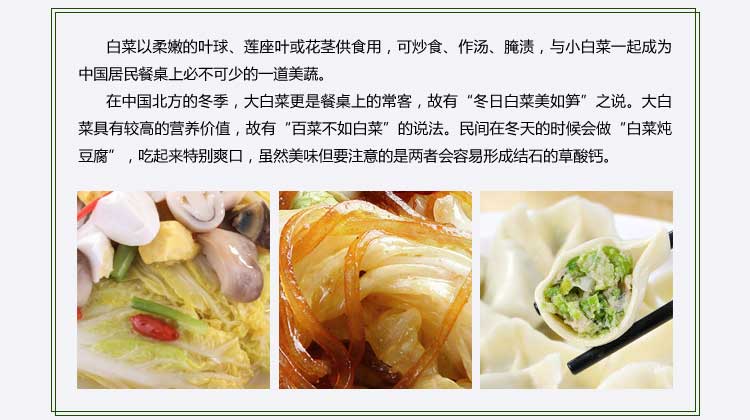 白菜以柔嫩的叶球、莲座叶或花茎供食用，可炒食、作汤、腌渍，与小白菜一起成为
中国居民餐桌上必不可少的一道美蔬。
在中国北方的冬季，大白菜更是餐桌上的常客，故有“冬日白菜美如笋”之说。大白
菜具有较高的营养价值，故有“百菜不如白菜”的说法。民间在冬天的时候会做“白菜炖
豆腐”，吃起来特别爽口，虽然美味但要注意的是两者会容易形成结石的草酸钙。